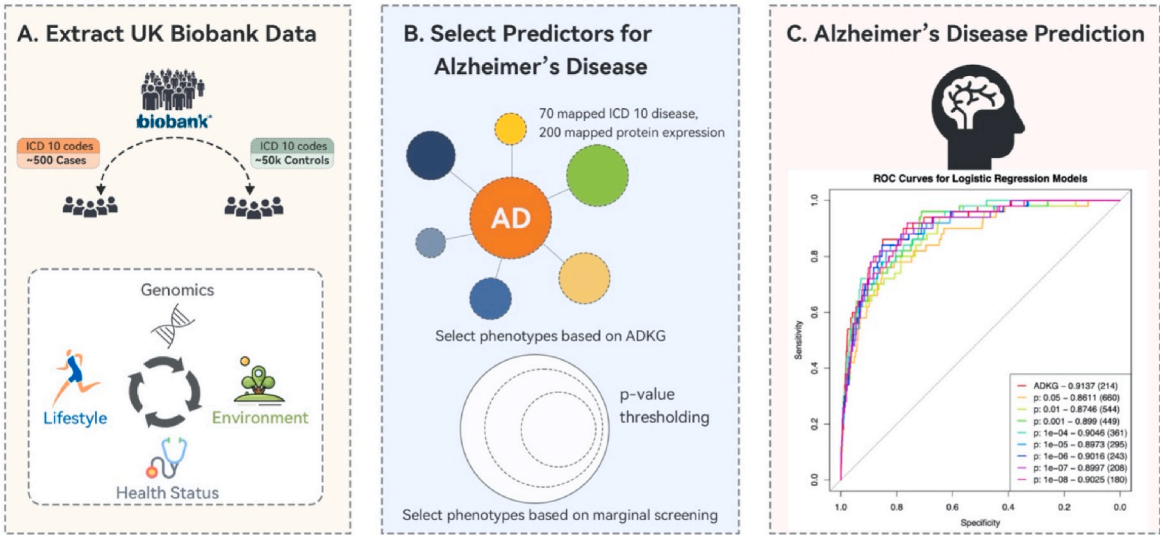 A. Extract UK Biobank Data
biobank
ICD 10 codes
~500 Cases
ICD 10 codes
~50k Controls
Genomics
Lifestyle
Environment
Health Status
B. Select Predictors for
Alzheimer's Disease
70 mapped ICD 10 disease,
200 mapped protein expression
AD
Select phenotypes based on ADKG
p-value
thresholding
Select phenotypes based on marginal screening
C. Alzheimer's Disease Prediction
ROC Curves for Logistic Regression Models
Sensitivity
1.0
0.8
0.6
0.4
0.2
0.0
ADKG – 0.9137 (214)
p: 0.05 – 0.8611 (660)
p: 0.01 – 0.8746 (544)
p: 0.001 – 0.899 (449)
p: 1e–04 – 0.9046 (361)
p: 1e–05 – 0.8973 (295)
p: 1e–06 – 0.9016 (243)
p: 1e–07 – 0.8997 (208)
p: 1e–08 – 0.9025 (180)
1.0 0.8 0.6 0.4 0.2 0.0
Specificity